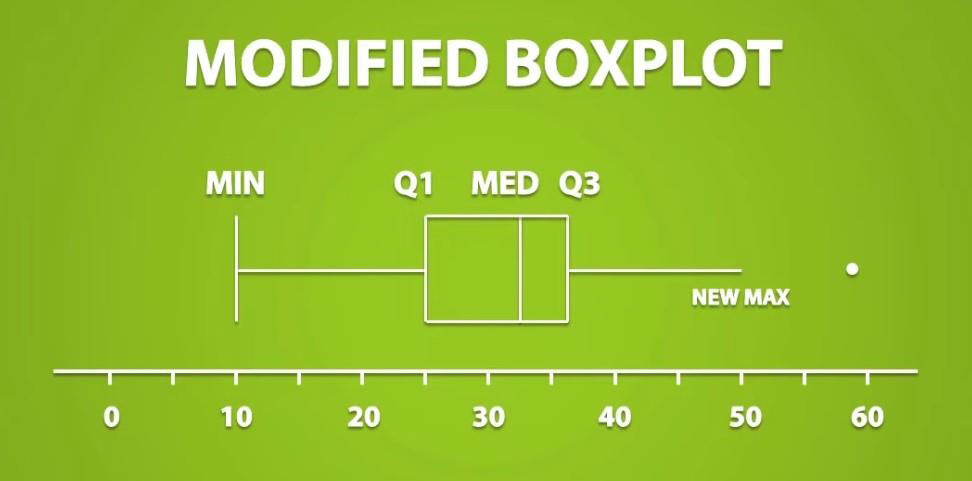 MODIFIED BOXPLOT
MIN Q1 MED Q3
NEW MAX
0 10 20 30 40 50 60